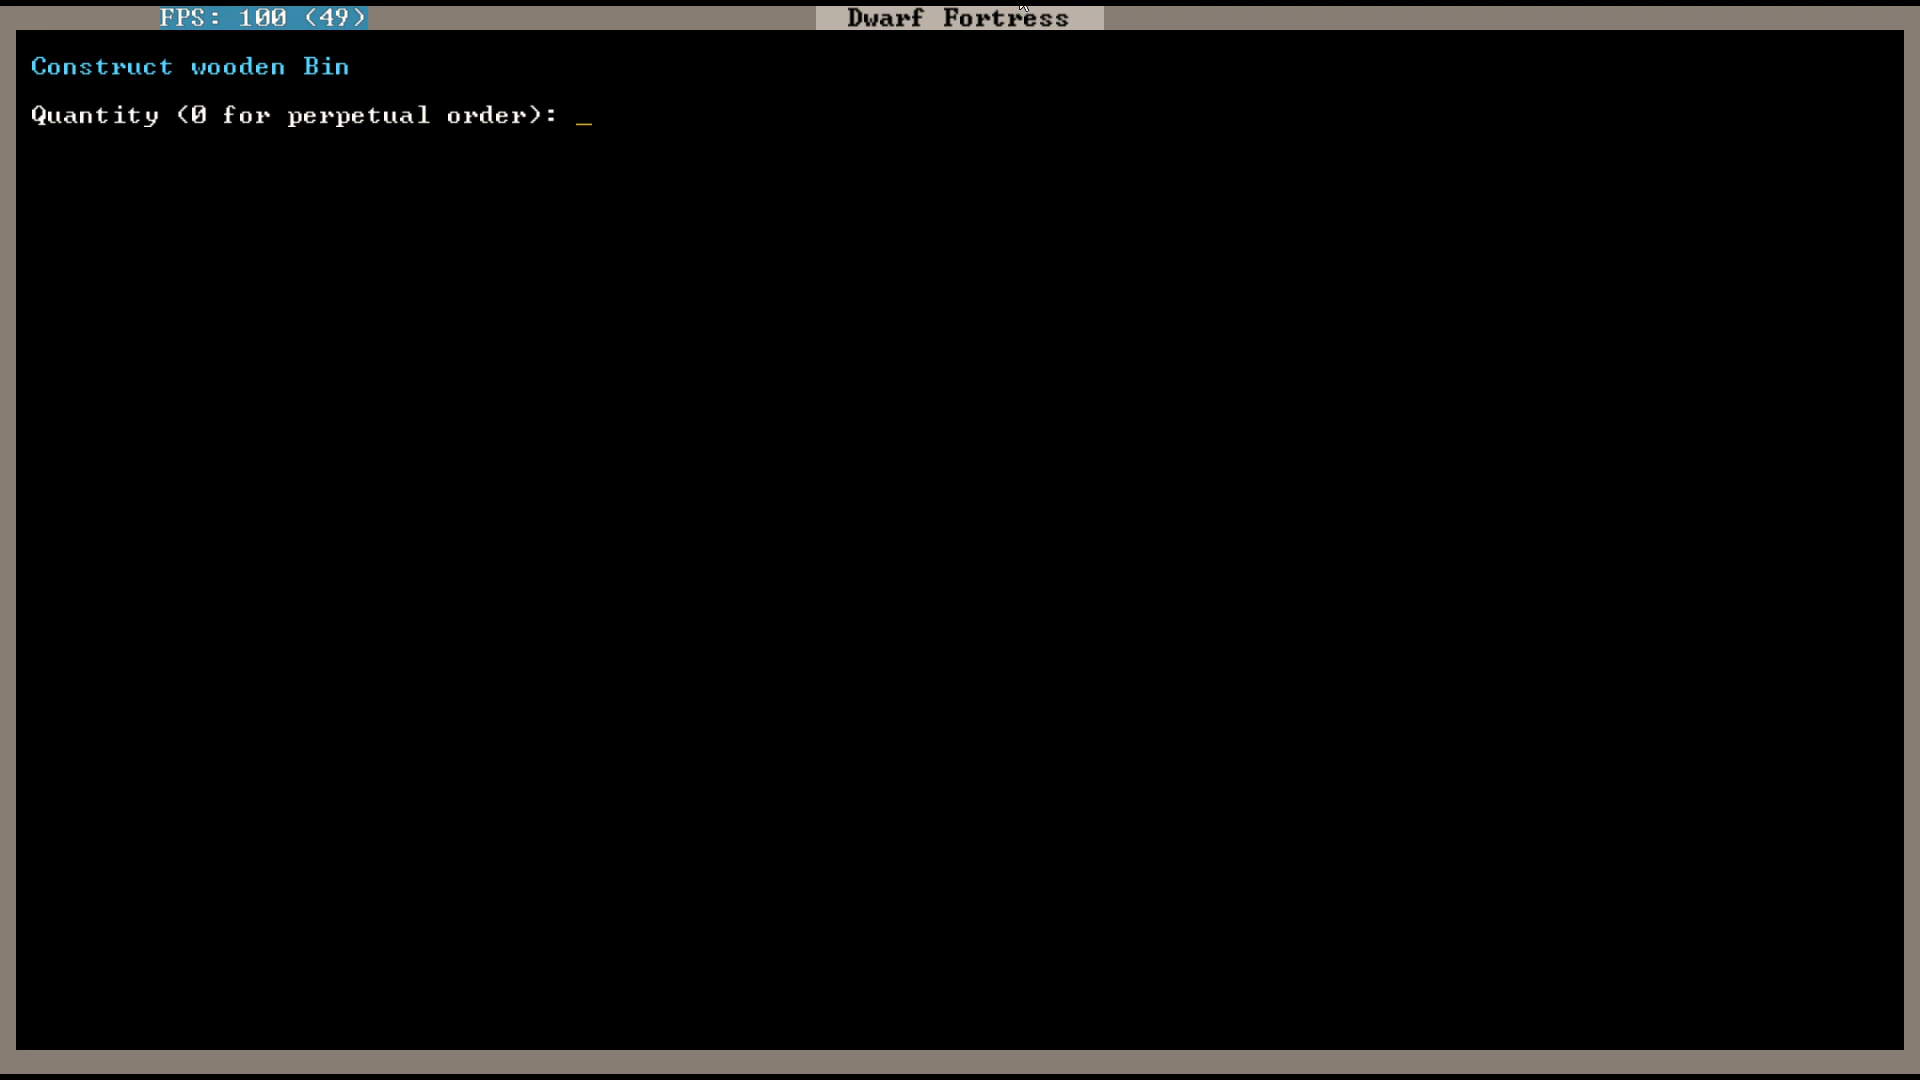 FPS: 100 (49)
Dwarf Fortress
Construct wooden Bin
Quantity (0 for perpetual order): _